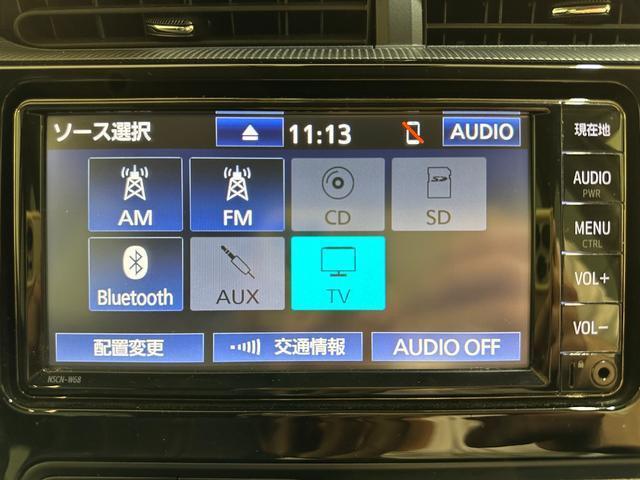 ソース選択
11:13
AUDIO
現在地
AM
FM
CD
SD
AUDIO
PWR
MENU
CTRL
Bluetooth
AUX
TV
VOL+
配置変更
交通情報
AUDIO OFF
VOL−
NSCN-W68